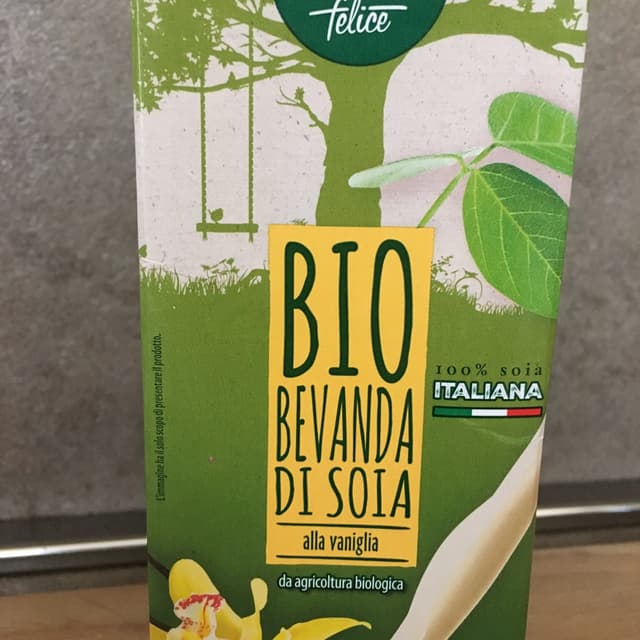 felice
BIO
BEVANDA
DI SOIA
alla vaniglia
da agricoltura biologica
100% soia
ITALIANA
L'immagine ha il solo scopo di presentare il prodotto.